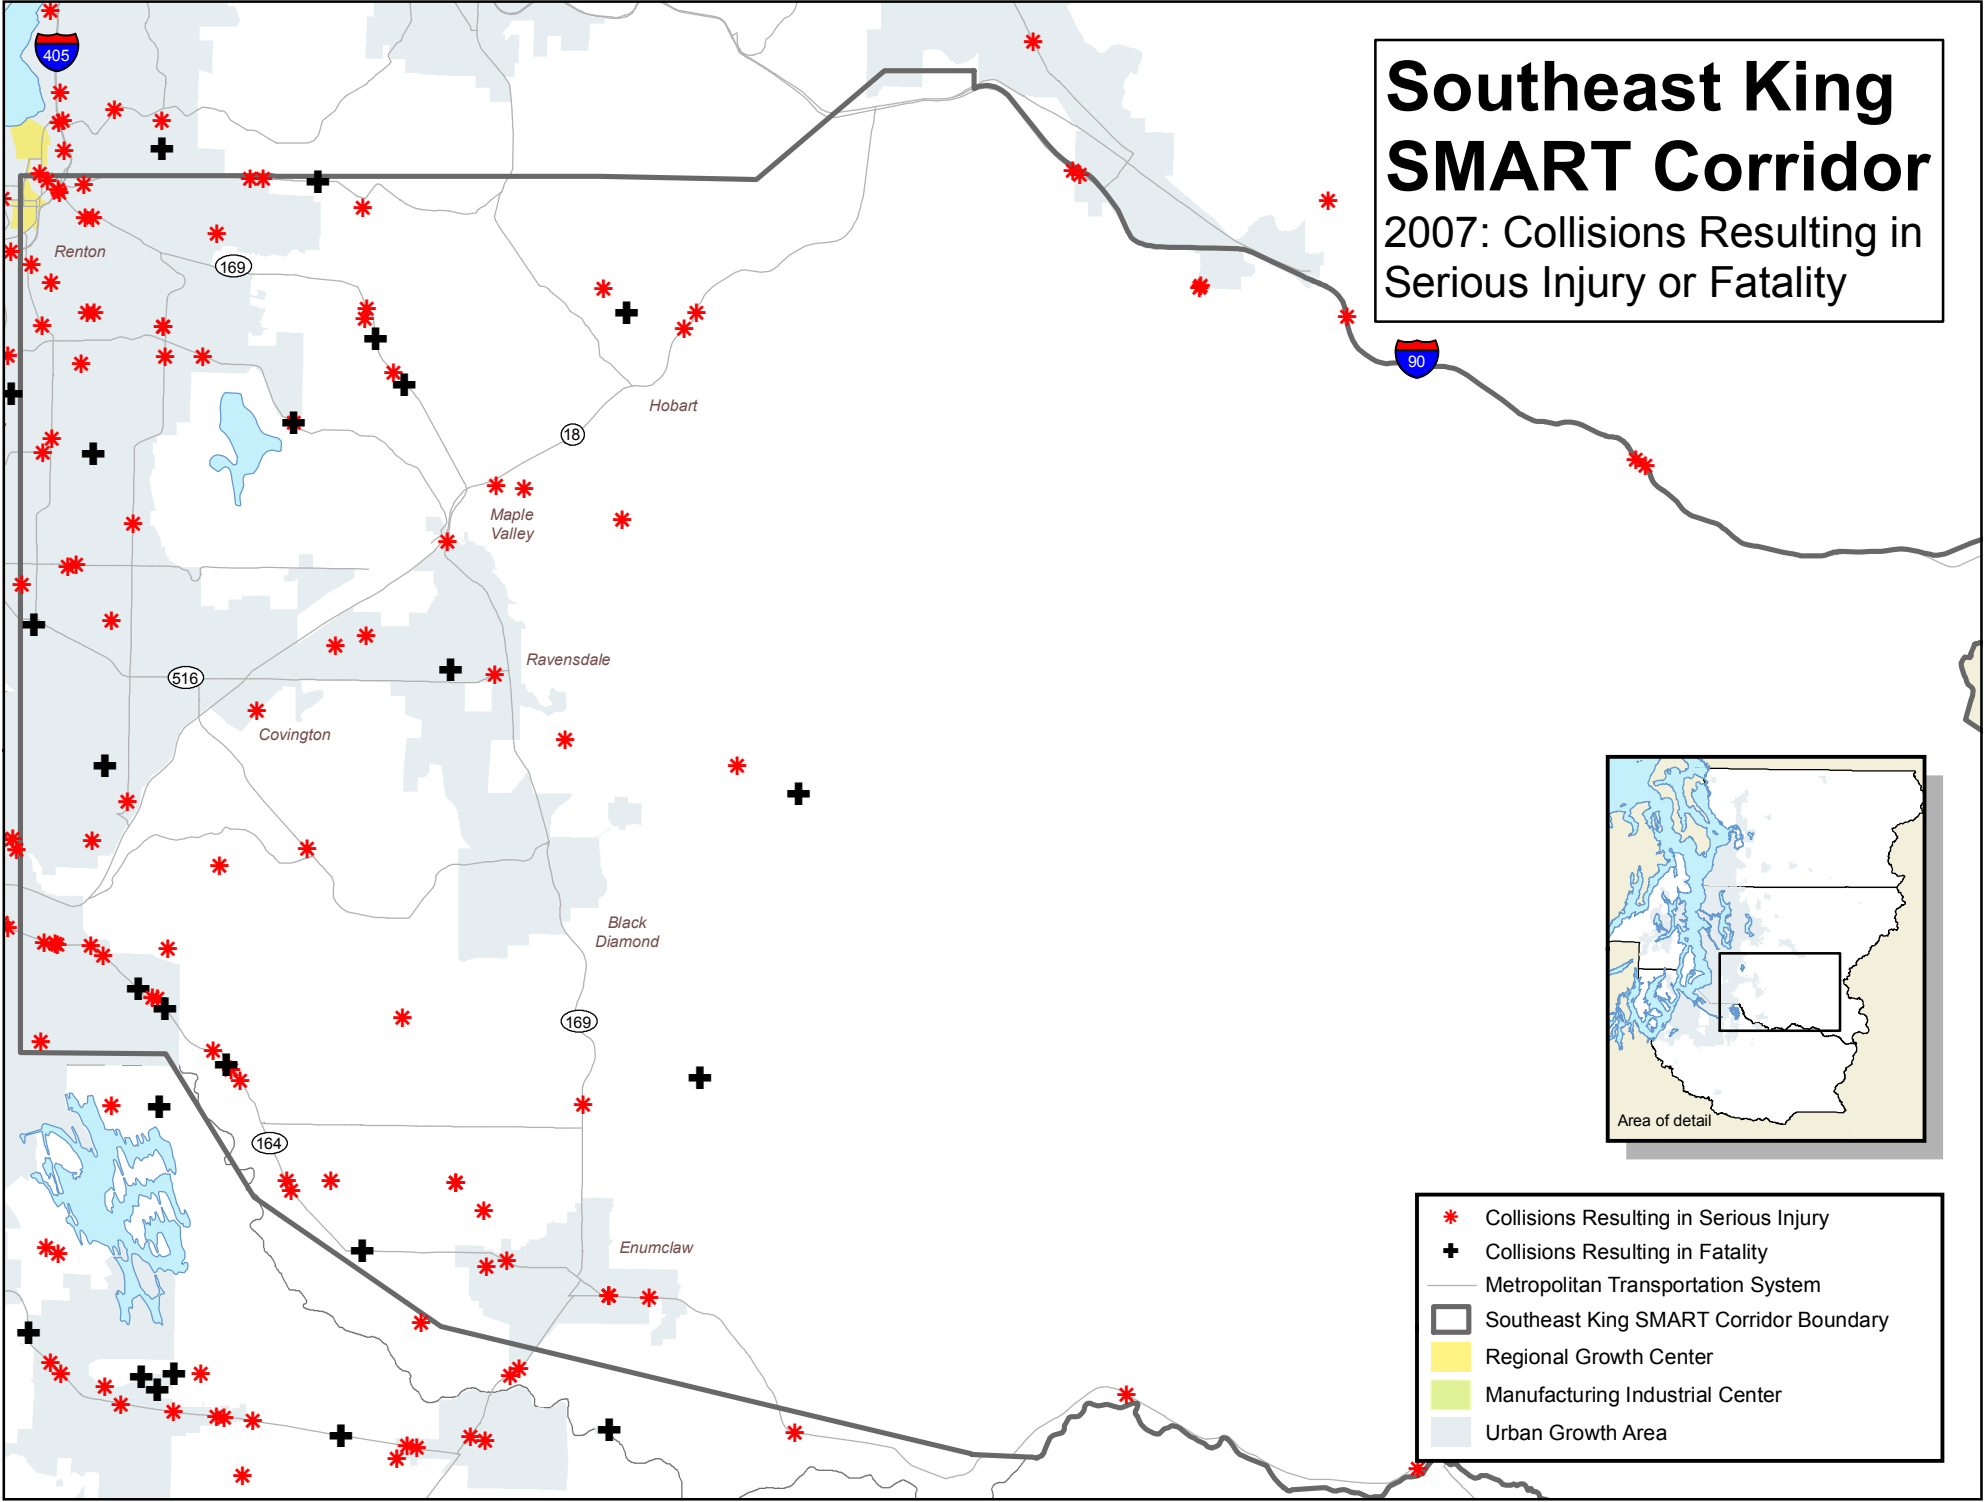 Southeast King
SMART Corridor
2007: Collisions Resulting in
Serious Injury or Fatality
405
Renton
169
90
Hobart
18
Maple
Valley
Ravensdale
516
Covington
Black
Diamond
169
164
Enumclaw
Area of detail
Collisions Resulting in Serious Injury
Collisions Resulting in Fatality
Metropolitan Transportation System
Southeast King SMART Corridor Boundary
Regional Growth Center
Manufacturing Industrial Center
Urban Growth Area